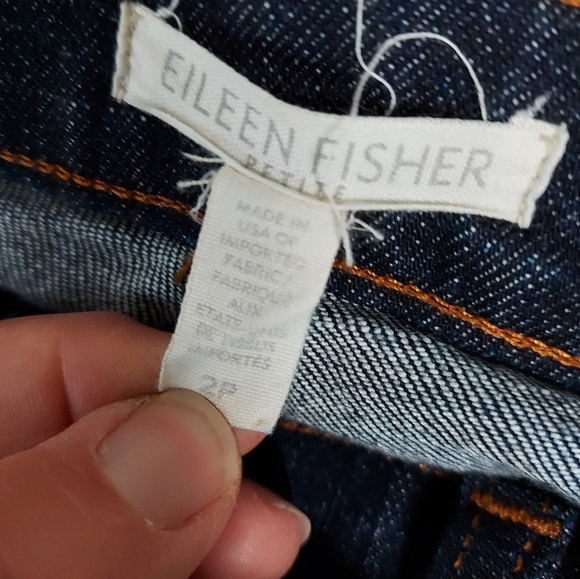 EILEEN FISHER
PETITE
MADE IN
USA OF
IMPORTED
FABRIC
FABRIQUÉ
AUX
ÉTATS-UNIS
DE TISSUS
IMPORTÉS
2P